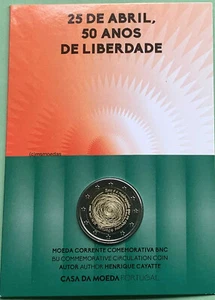 25 DE ABRIL,
50 ANOS
DE LIBERDADE
MOEDA CORRENTE COMEMORATIVA BNC
BU COMMEMORATIVE CIRCULATION COIN
AUTOR AUTHOR HENRIQUE CAYATTE
CASA DA MOEDA PORTUGAL